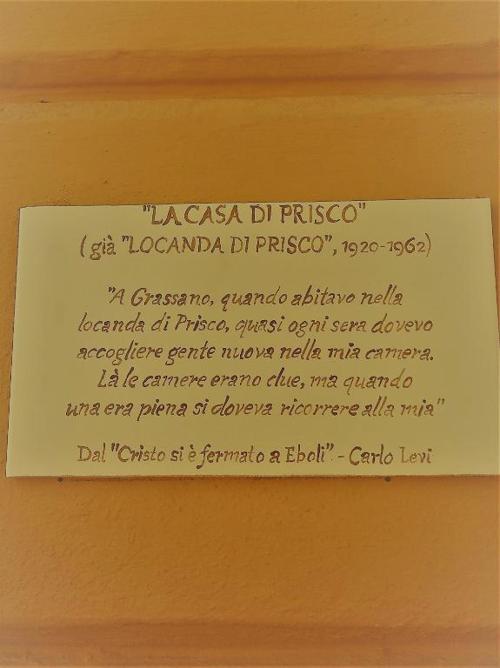 "LA CASA DI PRISCO"
(già "LOCANDA DI PRISCO", 1920-1962)
"A Grassano, quando abitavo nella
locanda di Prisco, quasi ogni sera dovevo
accogliere gente nuova nella mia camera.
Là le camere erano due, ma quando
una era piena si doveva ricorrere alla mia"
Dal "Cristo si è fermato a Eboli" - Carlo Levi